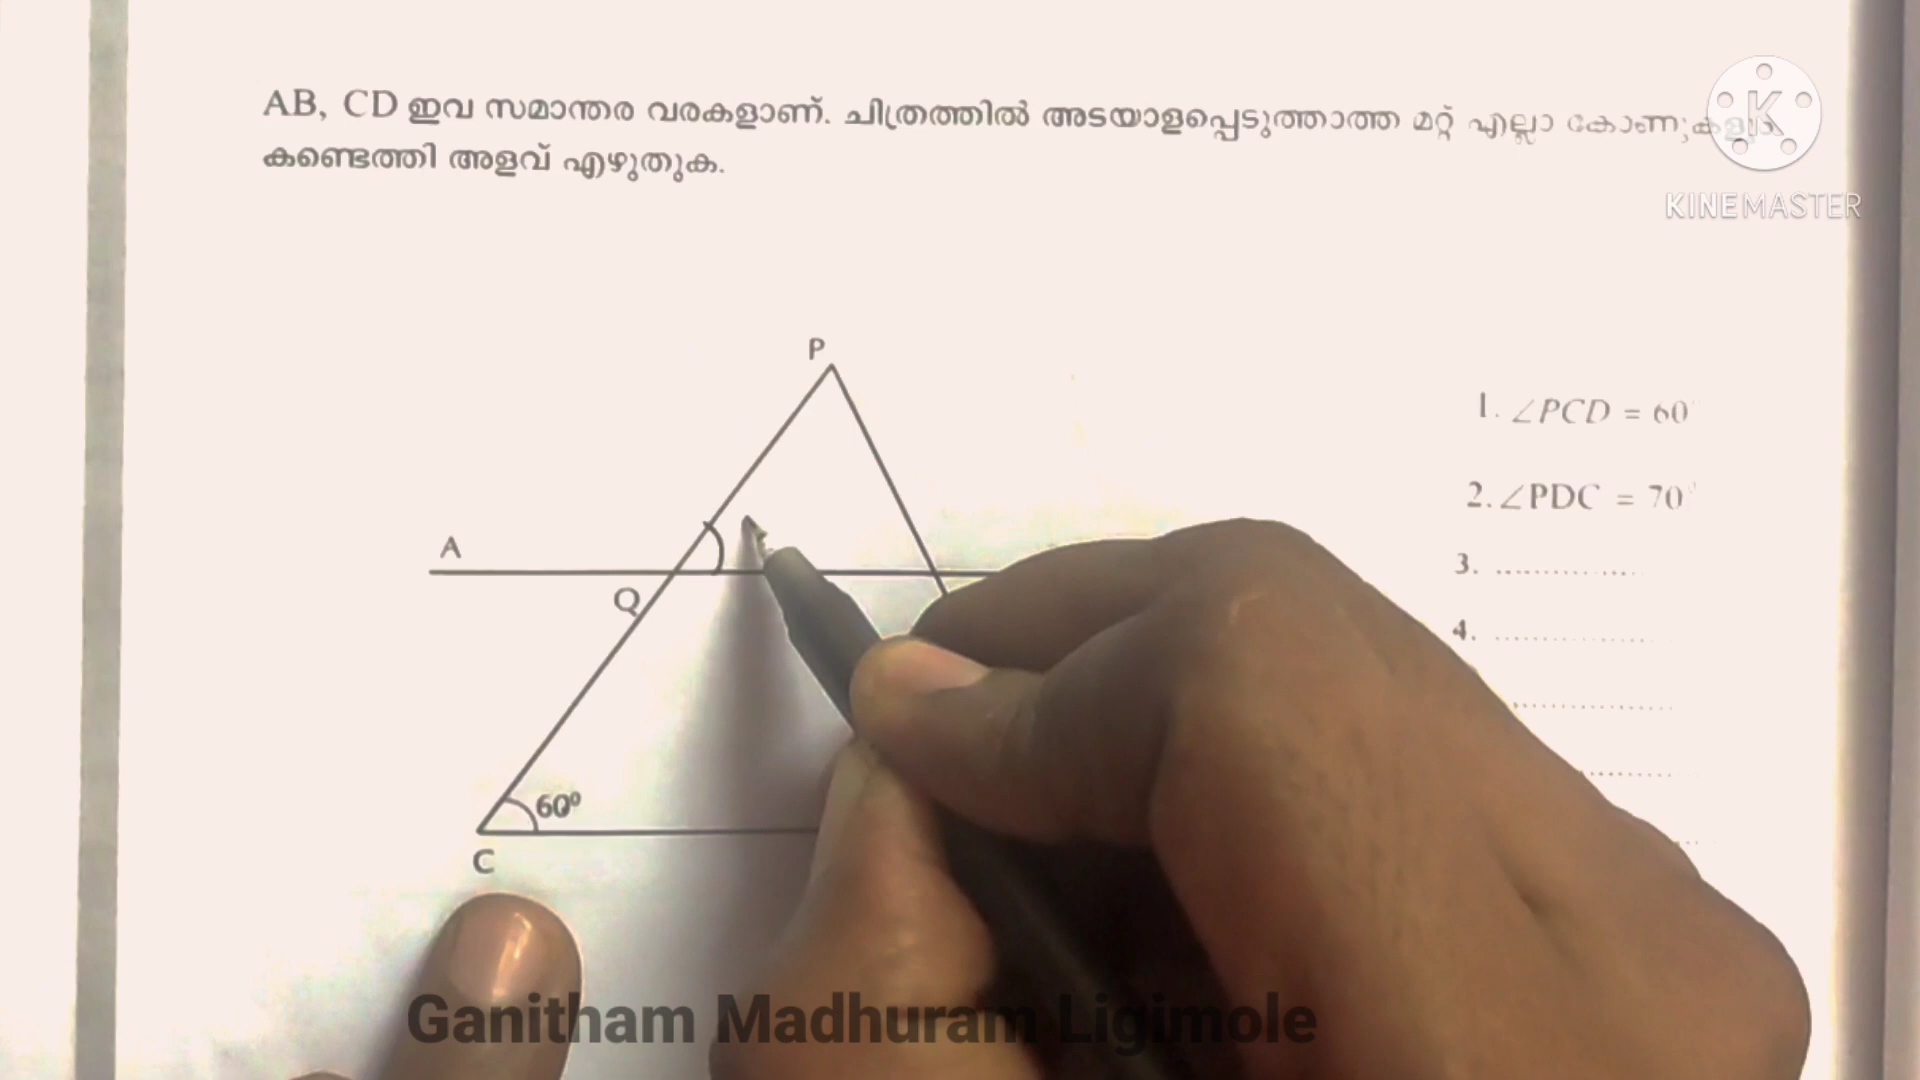 AB, CD ഇവ സമാന്തര വരകളാണ്. ചിത്രത്തിൽ അടയാളപ്പെടുത്താത്ത മറ്റ് എല്ലാ
കണ്ടെത്തി അളവ് എഴുതുക.
K
KINEMASTER
P
1. ∠PCD = 60°
2. ∠PDC = 70°
A
3. ................
Q
4. ................
60°
C
Ganitham Madhuram Ligimole